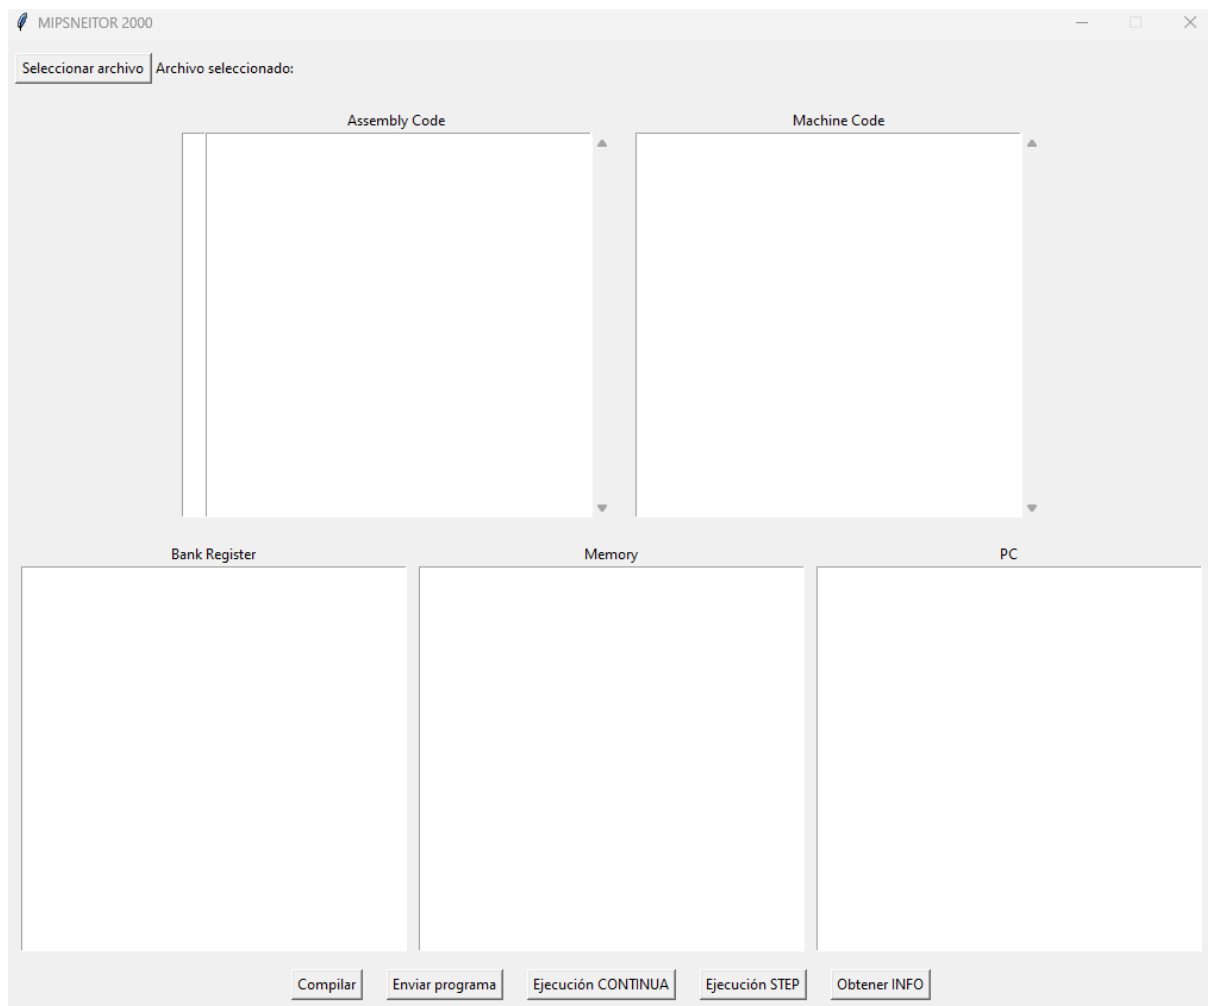 MIPSNEITOR 2000
Seleccionar archivo Archivo seleccionado:
Assembly Code Machine Code
Bank Register Memory PC
Compilar Enviar programa Ejecución CONTINUA Ejecución STEP Obtener INFO